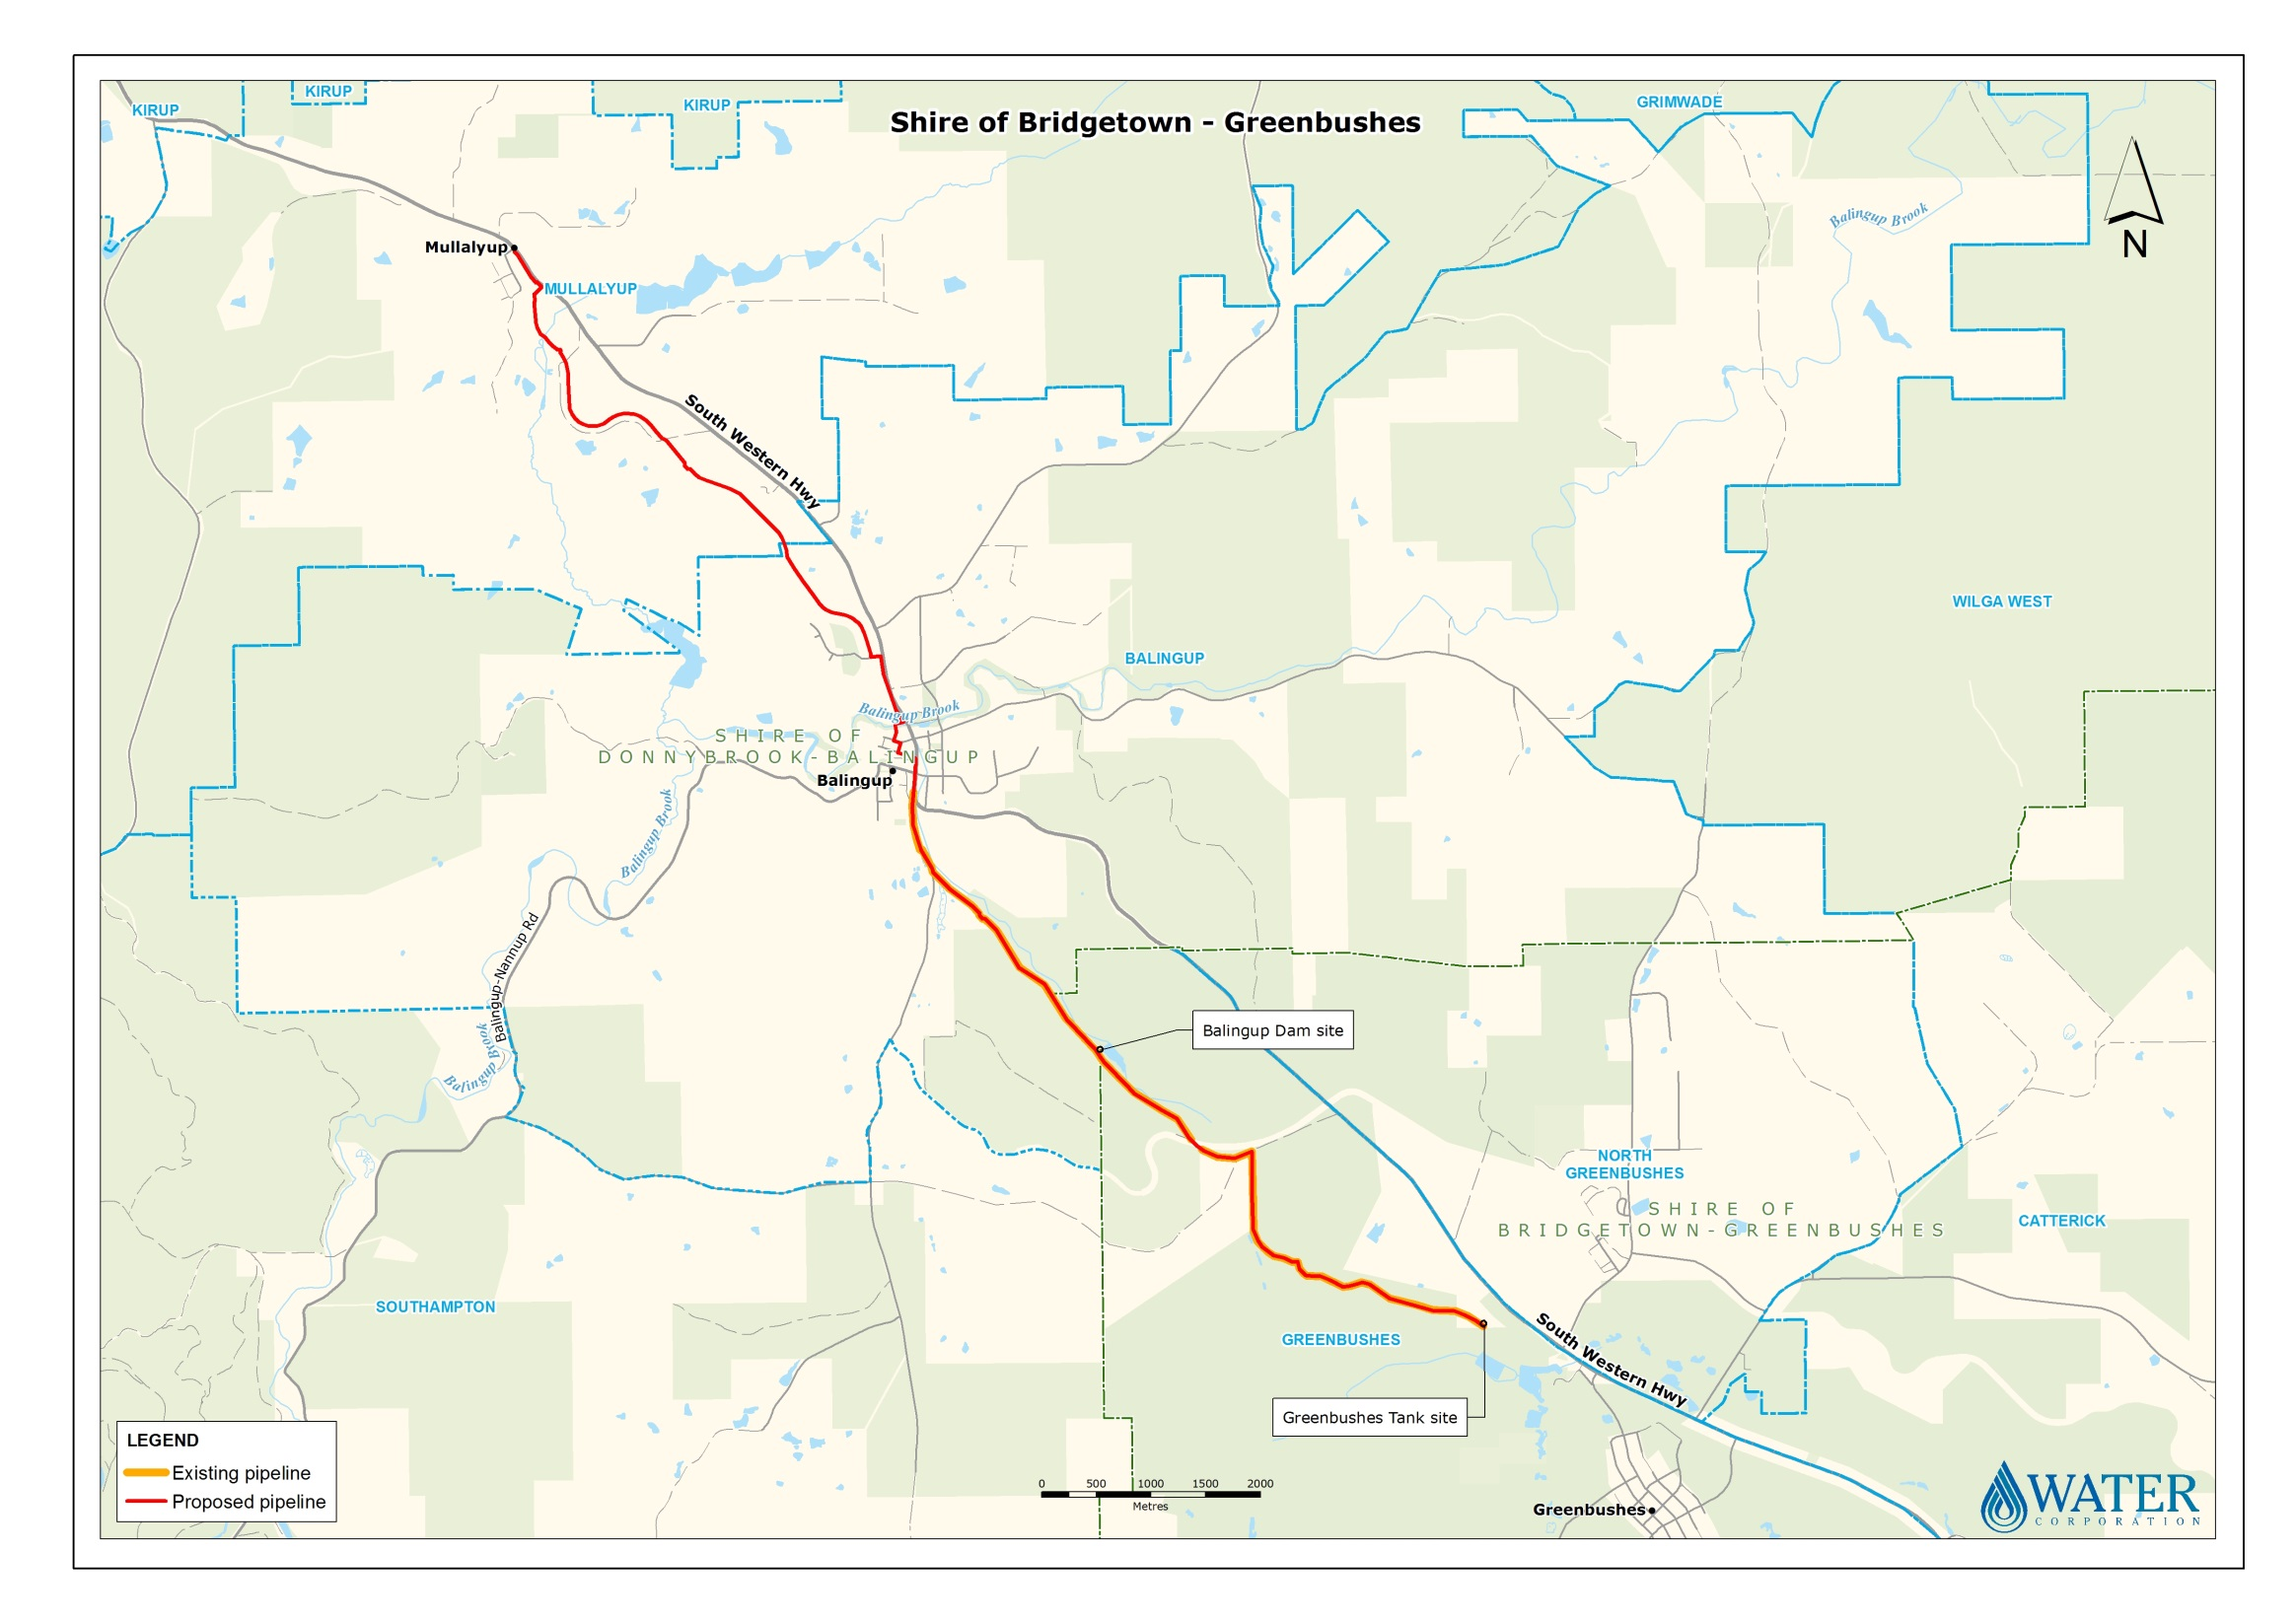 Shire of Bridgetown - Greenbushes
KIRUP
KIRUP
KIRUP
GRIMWADE
Balingup Brook
N
Mullalyup
MULLALYUP
South Western Hwy
WILGA WEST
BALINGUP
Balingup Brook
SHIRE OF
DONNYBROOK-BALINGUP
Balingup
Balingup Brook
Balingup-Nannup Rd
Balingup Brook
Balingup Dam site
NORTH
GREENBUSHES
SHIRE OF
BRIDGETOWN-GREENBUSHES
CATTERICK
SOUTHAMPTON
GREENBUSHES
South Western Hwy
Greenbushes Tank site
LEGEND
Existing pipeline
Proposed pipeline
0 500 1000 1500 2000
Metres
Greenbushes
WATER
CORPORATION